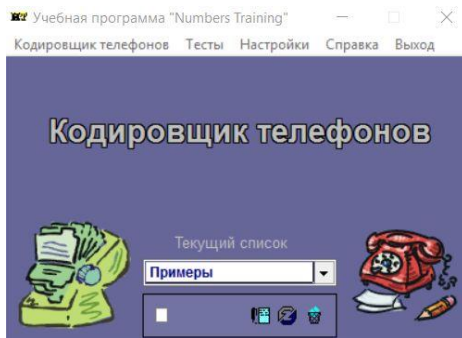 Учебная программа "Numbers Training"
Кодировщик телефонов Тесты Настройки Справка Выход
Кодировщик телефонов
Текущий список
Примеры